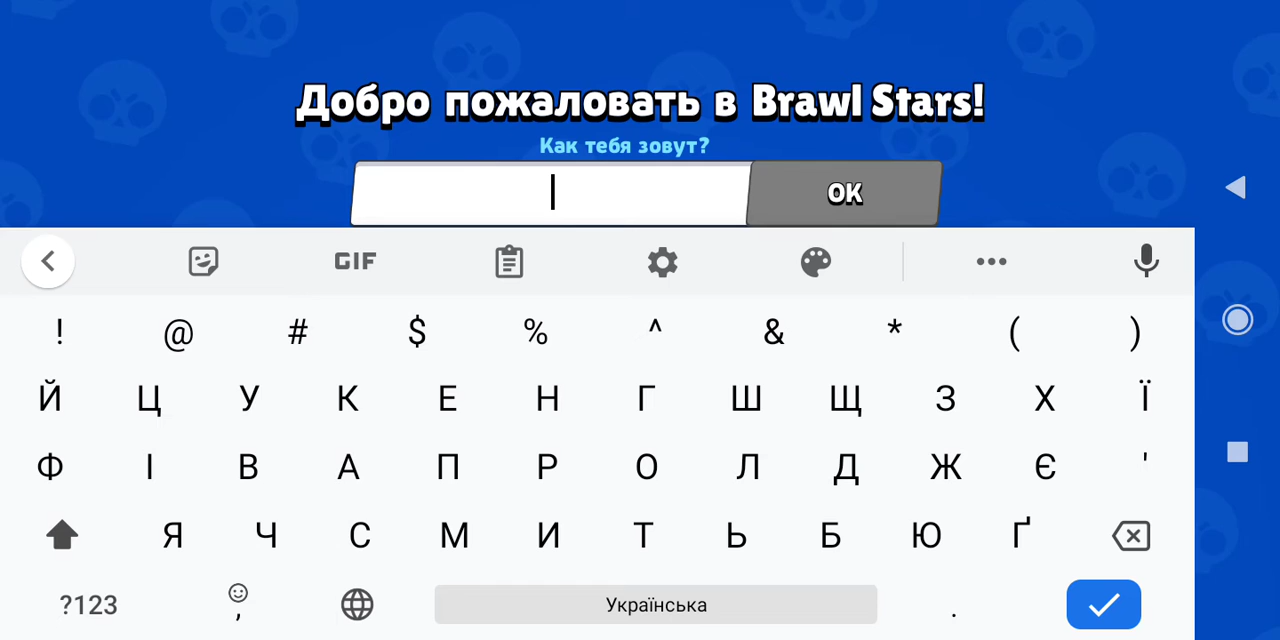 Добро пожаловать в Brawl Stars!
Как тебя зовут?
OK
GIF
! @ # $ % ^ & * ( )
Й Ц У К Е Н Г Ш Щ З Х Ї
Ф І В А П Р О Л Д Ж Є '
Я Ч С М И Т Ь Б Ю Ґ
?123 , Українська .